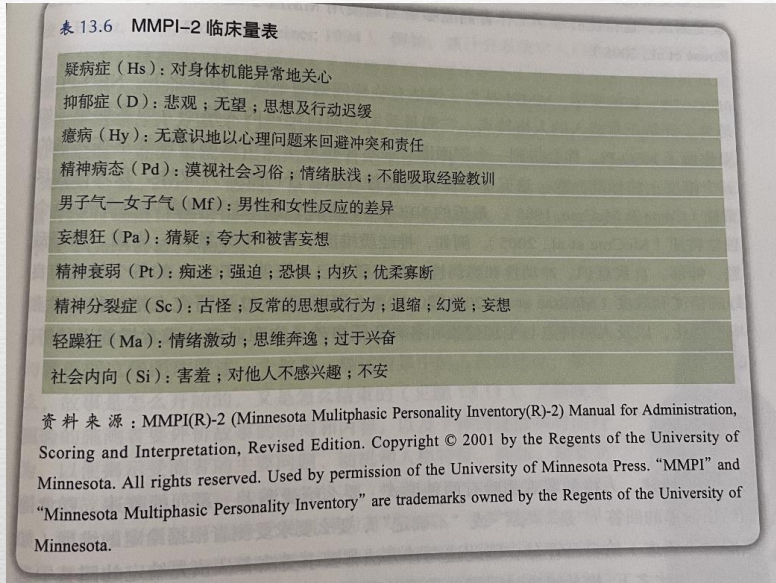 表 13.6 MMPI-2 临床量表
疑病症（Hs）：对身体机能异常地关心
抑郁症（D）：悲观；无望；思想及行动迟缓
癔病（Hy）：无意识地以心理问题来回避冲突和责任
精神病态（Pd）：漠视社会习俗；情绪肤浅；不能吸取经验教训
男子气—女子气（Mf）：男性和女性反应的差异
妄想狂（Pa）：猜疑；夸大和被害妄想
精神衰弱（Pt）：痴迷；强迫；恐惧；内疚；优柔寡断
精神分裂症（Sc）：古怪；反常的思想或行为；退缩；幻觉；妄想
轻躁狂（Ma）：情绪激动；思维奔逸；过于兴奋
社会内向（Si）：害羞；对他人不感兴趣；不安
资料来源：MMPI(R)-2 (Minnesota Mulitphasic Personality Inventory(R)-2) Manual for Administration,
Scoring and Interpretation, Revised Edition. Copyright © 2001 by the Regents of the University of
Minnesota. All rights reserved. Used by permission of the University of Minnesota Press. “MMPI” and
“Minnesota Multiphasic Personality Inventory” are trademarks owned by the Regents of the University of
Minnesota.